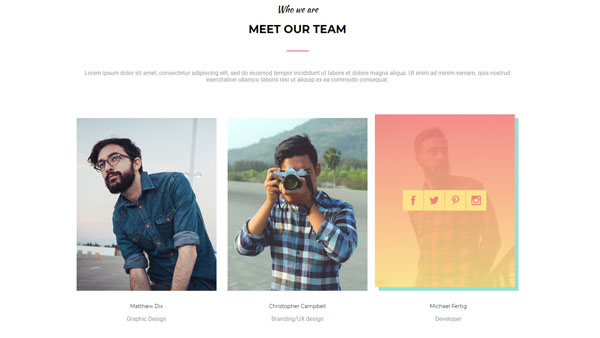 Who we are
MEET OUR TEAM
Lorem ipsum dolor sit amet, consectetur adipiscing elit, sed do eiusmod tempor incididunt ut labore et dolore magna aliqua. Ut enim ad minim veniam, quis nostrud
exercitation ullamco laboris nisi ut aliquip ex ea commodo consequat.
Matthew Dix
Christopher Campbell
Michael Fertig
Graphic Design
Branding/UX design
Developer